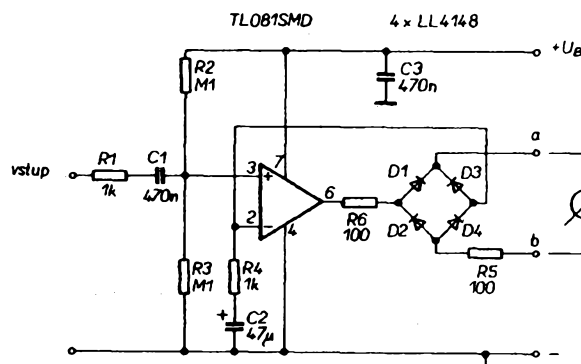 TL081SMD 4 x LL4148
+UB
R2
M1
C3
470n
a
vstup
R1
1k
C1
470n
3
+
7
6
2
−
4
R6
100
D1
D3
D2
D4
b
R5
100
R3
M1
R4
1k
+
C2
47µ
−